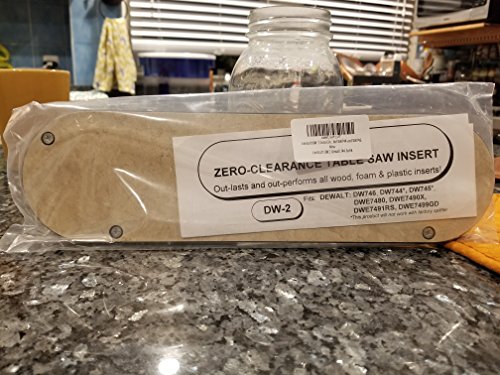 ZERO-CLEARANCE TABLE SAW INSERT
Out-lasts and out-performs all wood, foam & plastic inserts*
DW-2
Fits: DEWALT: DW746, DW744*, DW745*,
DWE7480, DWE7490X,
DWE7491RS, DWE7499GD
*This product will not work with factory splitter